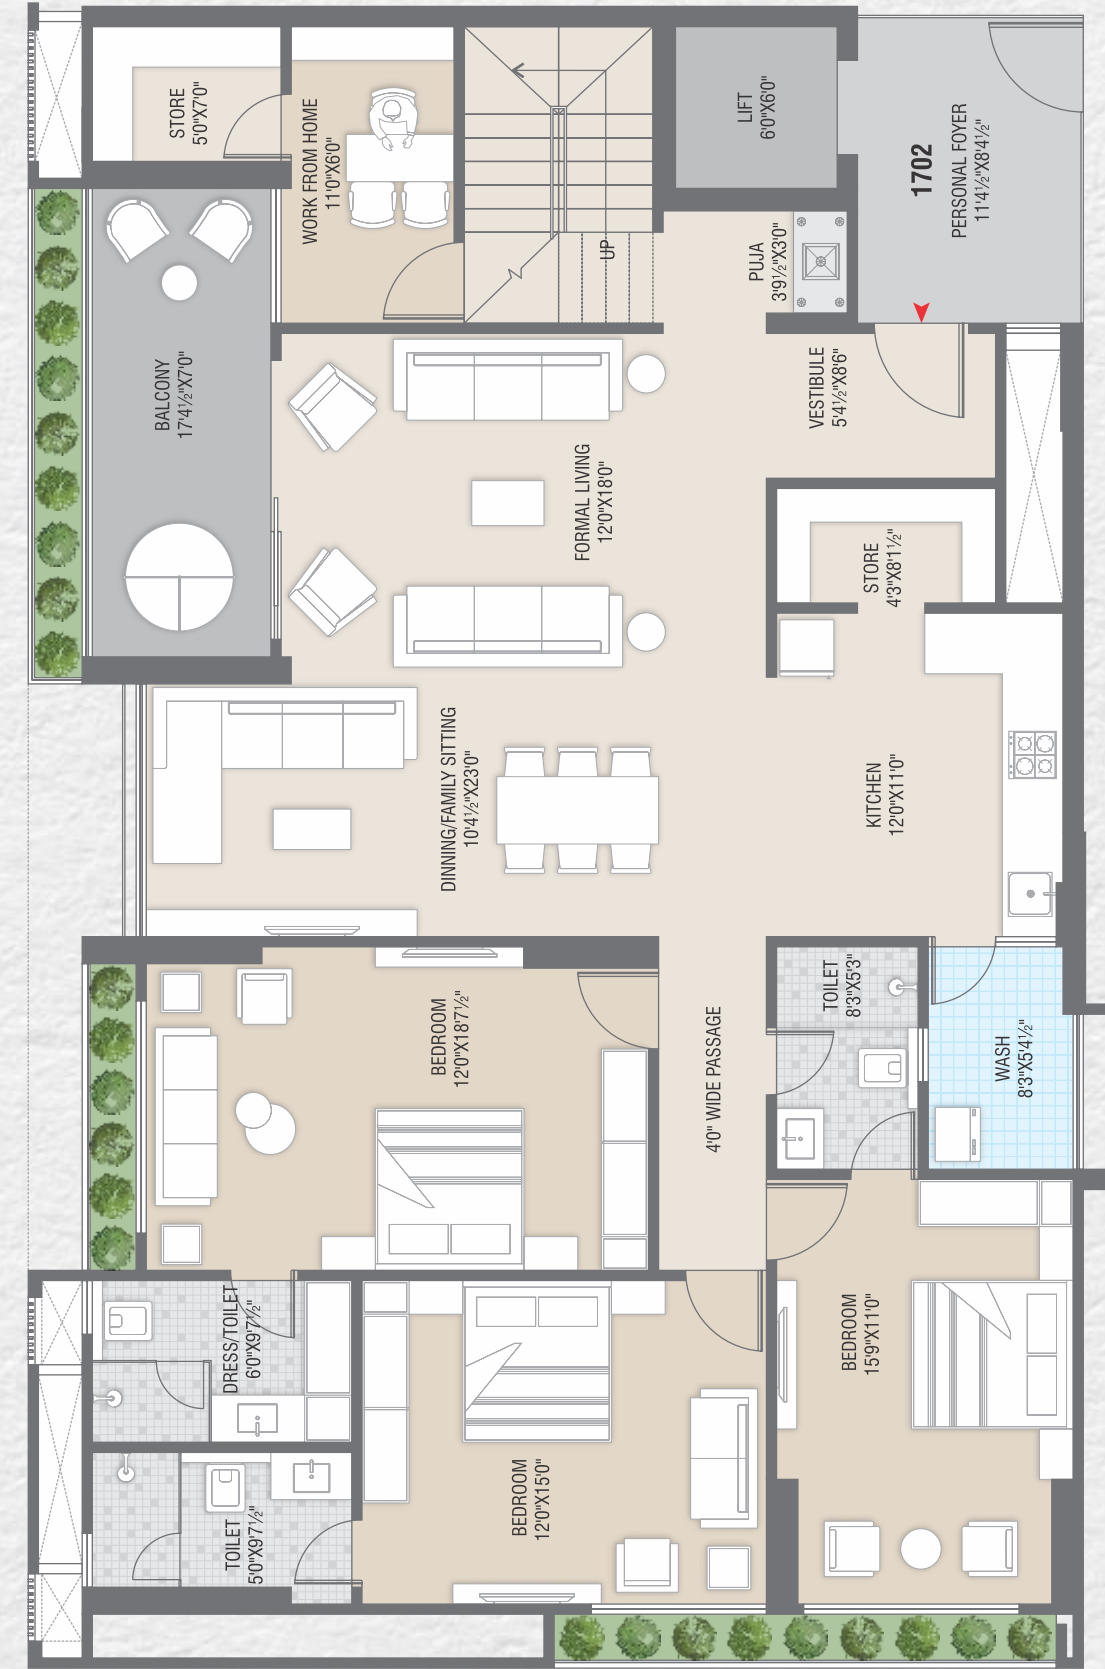 STORE
5'0"X7'0"
WORK FROM HOME
11'0"X6'0"
UP
LIFT
6'0"X6'0"
1702
PERSONAL FOYER
11'4½"X8'4½"
PUJA
3'9½"X3'0"
BALCONY
17'4½"X7'0"
VESTIBULE
5'4½"X8'6"
FORMAL LIVING
12'0"X18'0"
STORE
4'3"X8'1½"
DINNING/FAMILY SITTING
10'4½"X23'0"
KITCHEN
12'0"X11'0"
BEDROOM
12'0"X18'7½"
4'0" WIDE PASSAGE
TOILET
8'3"X5'3"
WASH
8'3"X5'4½"
DRESS/TOILET
6'0"X9'7½"
BEDROOM
15'9"X11'0"
TOILET
5'0"X9'7½"
BEDROOM
12'0"X15'0"